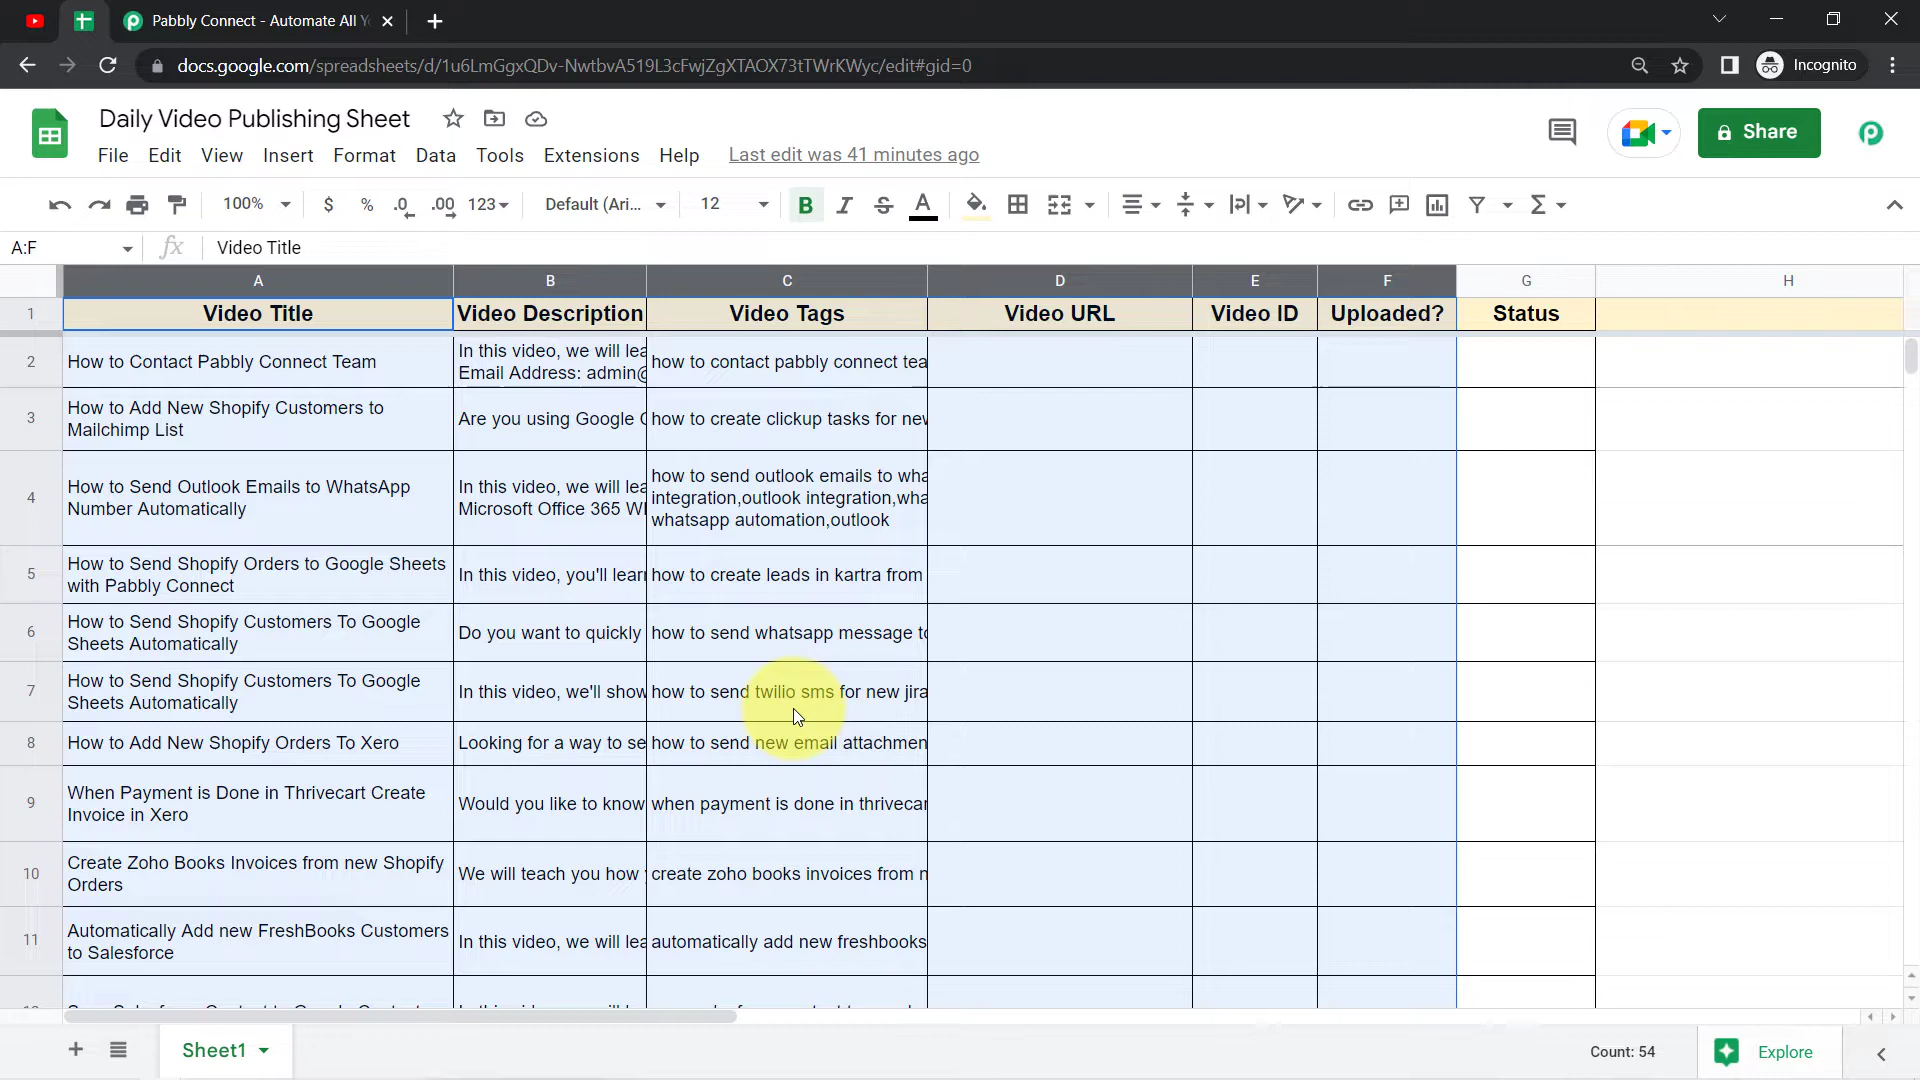 Pabbly Connect - Automate All Y
docs.google.com/spreadsheets/d/1u6LmGgxQDv-NwtbvA519L3cFwjZgXTAOX73tTWrKWyc/edit#gid=0
Incognito
Daily Video Publishing Sheet
File Edit View Insert Format Data Tools Extensions Help Last edit was 41 minutes ago
Share
100% $ % .0 .00 123 Default (Ari... 12 B I S A Σ
A:F fx Video Title
A B C D E F G H
1 Video Title Video Description Video Tags Video URL Video ID Uploaded? Status
2 How to Contact Pabbly Connect Team
In this video, we will lea
Email Address: admin@
how to contact pabbly connect tea
3 How to Add New Shopify Customers to
Mailchimp List
Are you using Google
how to create clickup tasks for nev
4 How to Send Outlook Emails to WhatsApp
Number Automatically
In this video, we will lea
Microsoft Office 365 W
how to send outlook emails to wha
integration,outlook integration,wha
whatsapp automation,outlook
5 How to Send Shopify Orders to Google Sheets
with Pabbly Connect
In this video, you'll lear
how to create leads in kartra from
6 How to Send Shopify Customers To Google
Sheets Automatically
Do you want to quickly
how to send whatsapp message to
7 How to Send Shopify Customers To Google
Sheets Automatically
In this video, we'll show
how to send twilio sms for new jira
8 How to Add New Shopify Orders To Xero
Looking for a way to se
how to send new email attachmen
9 When Payment is Done in Thrivecart Create
Invoice in Xero
Would you like to know
when payment is done in thrivecar
10 Create Zoho Books Invoices from new Shopify
Orders
We will teach you how
create zoho books invoices from n
11 Automatically Add new FreshBooks Customers
to Salesforce
In this video, we will lea
automatically add new freshbooks
Sheet1
Count: 54
Explore